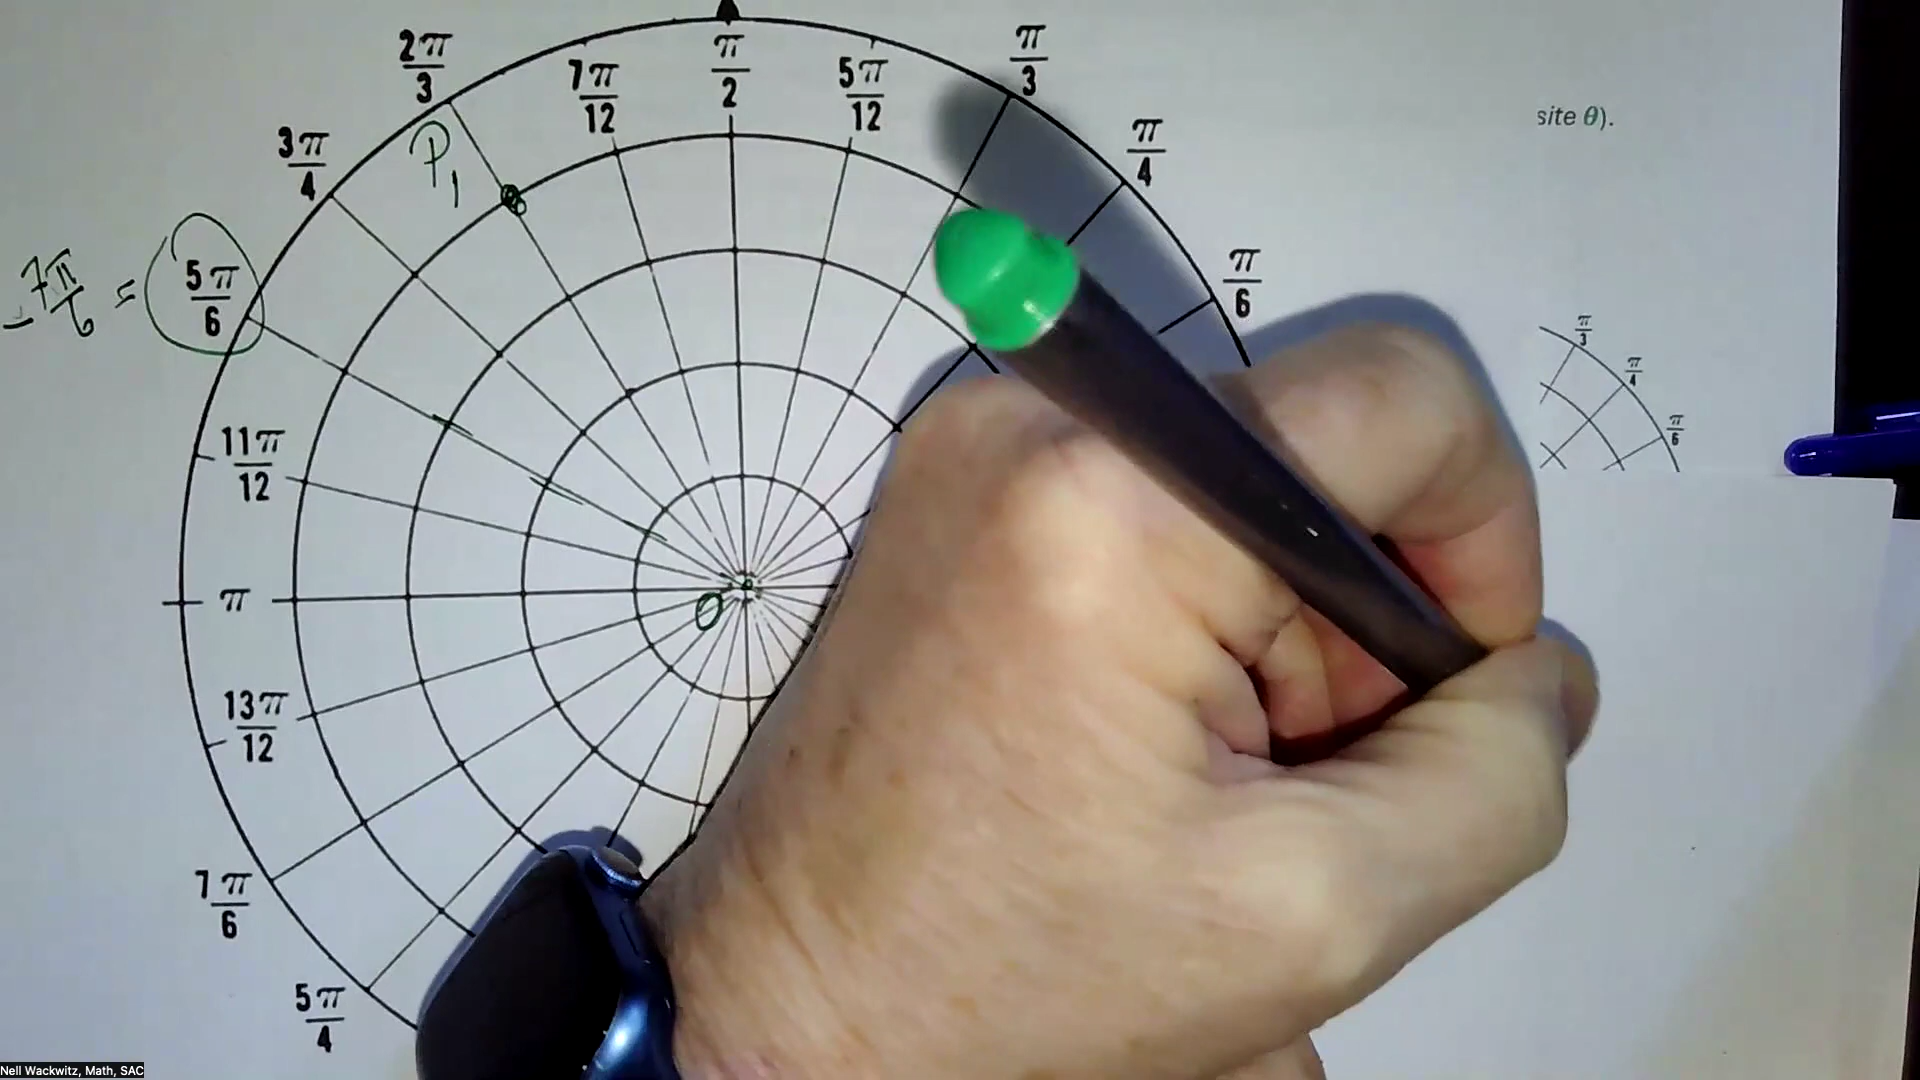 2π/3
7π/12
π/2
5π/12
π/3
π/4
π/6
3π/4
P₁
-7π/6 = 5π/6
11π/12
π
O
13π/12
7π/6
5π/4
site θ).
π/3
π/4
π/6
Nell Wackwitz, Math, SAC